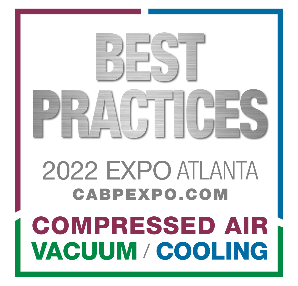 BEST
PRACTICES
2022 EXPO ATLANTA
CABPEXPO.COM
COMPRESSED AIR
VACUUM / COOLING